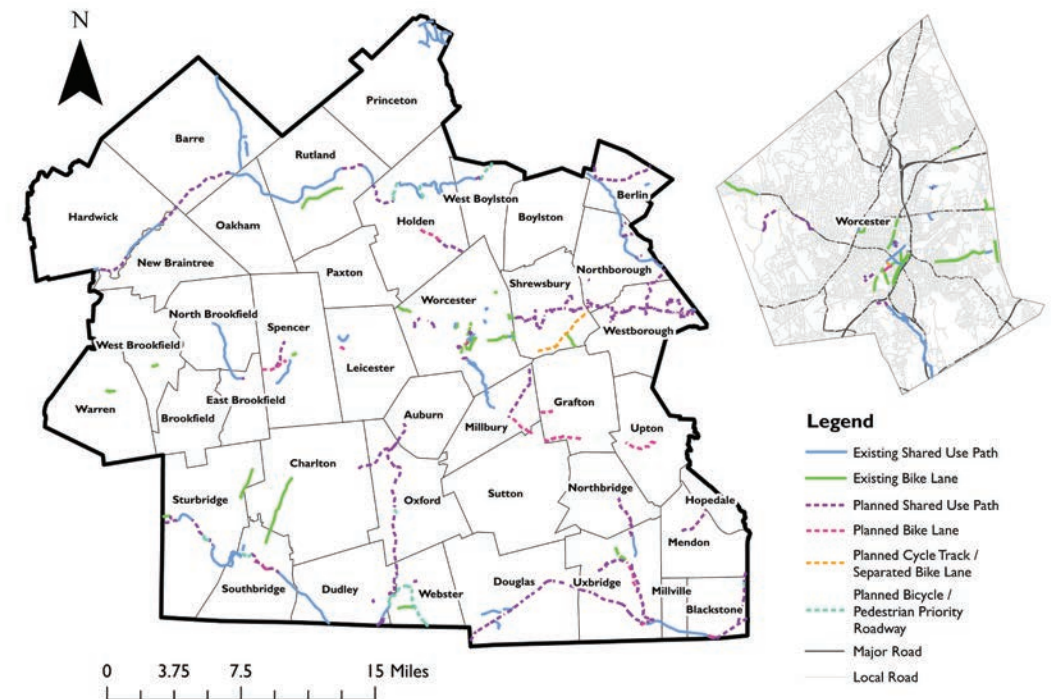 N
Princeton
Barre
Rutland
Berlin
West Boylston
Hardwick
Oakham
Holden
Boylston
Worcester
New Braintree
Paxton
Northborough
Shrewsbury
Worcester
North Brookfield
Spencer
Westborough
West Brookfield
Leicester
East Brookfield
Grafton
Warren
Brookfield
Auburn
Millbury
Upton
Charlton
Sturbridge
Oxford
Sutton
Northbridge
Hopedale
Mendon
Southbridge
Dudley
Webster
Douglas
Uxbridge
Millville
Blackstone
0 3.75 7.5 15 Miles
Legend
Existing Shared Use Path
Existing Bike Lane
Planned Shared Use Path
Planned Bike Lane
Planned Cycle Track /
Separated Bike Lane
Planned Bicycle /
Pedestrian Priority
Roadway
Major Road
Local Road